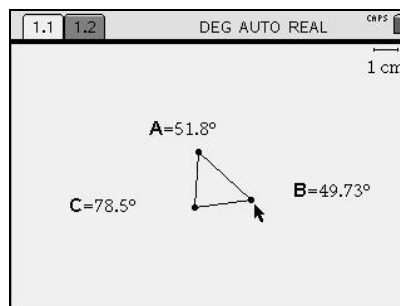 1.1 1.2 DEG AUTO REAL CAPS
1 cm
A=51.8°
B=49.73°
C=78.5°